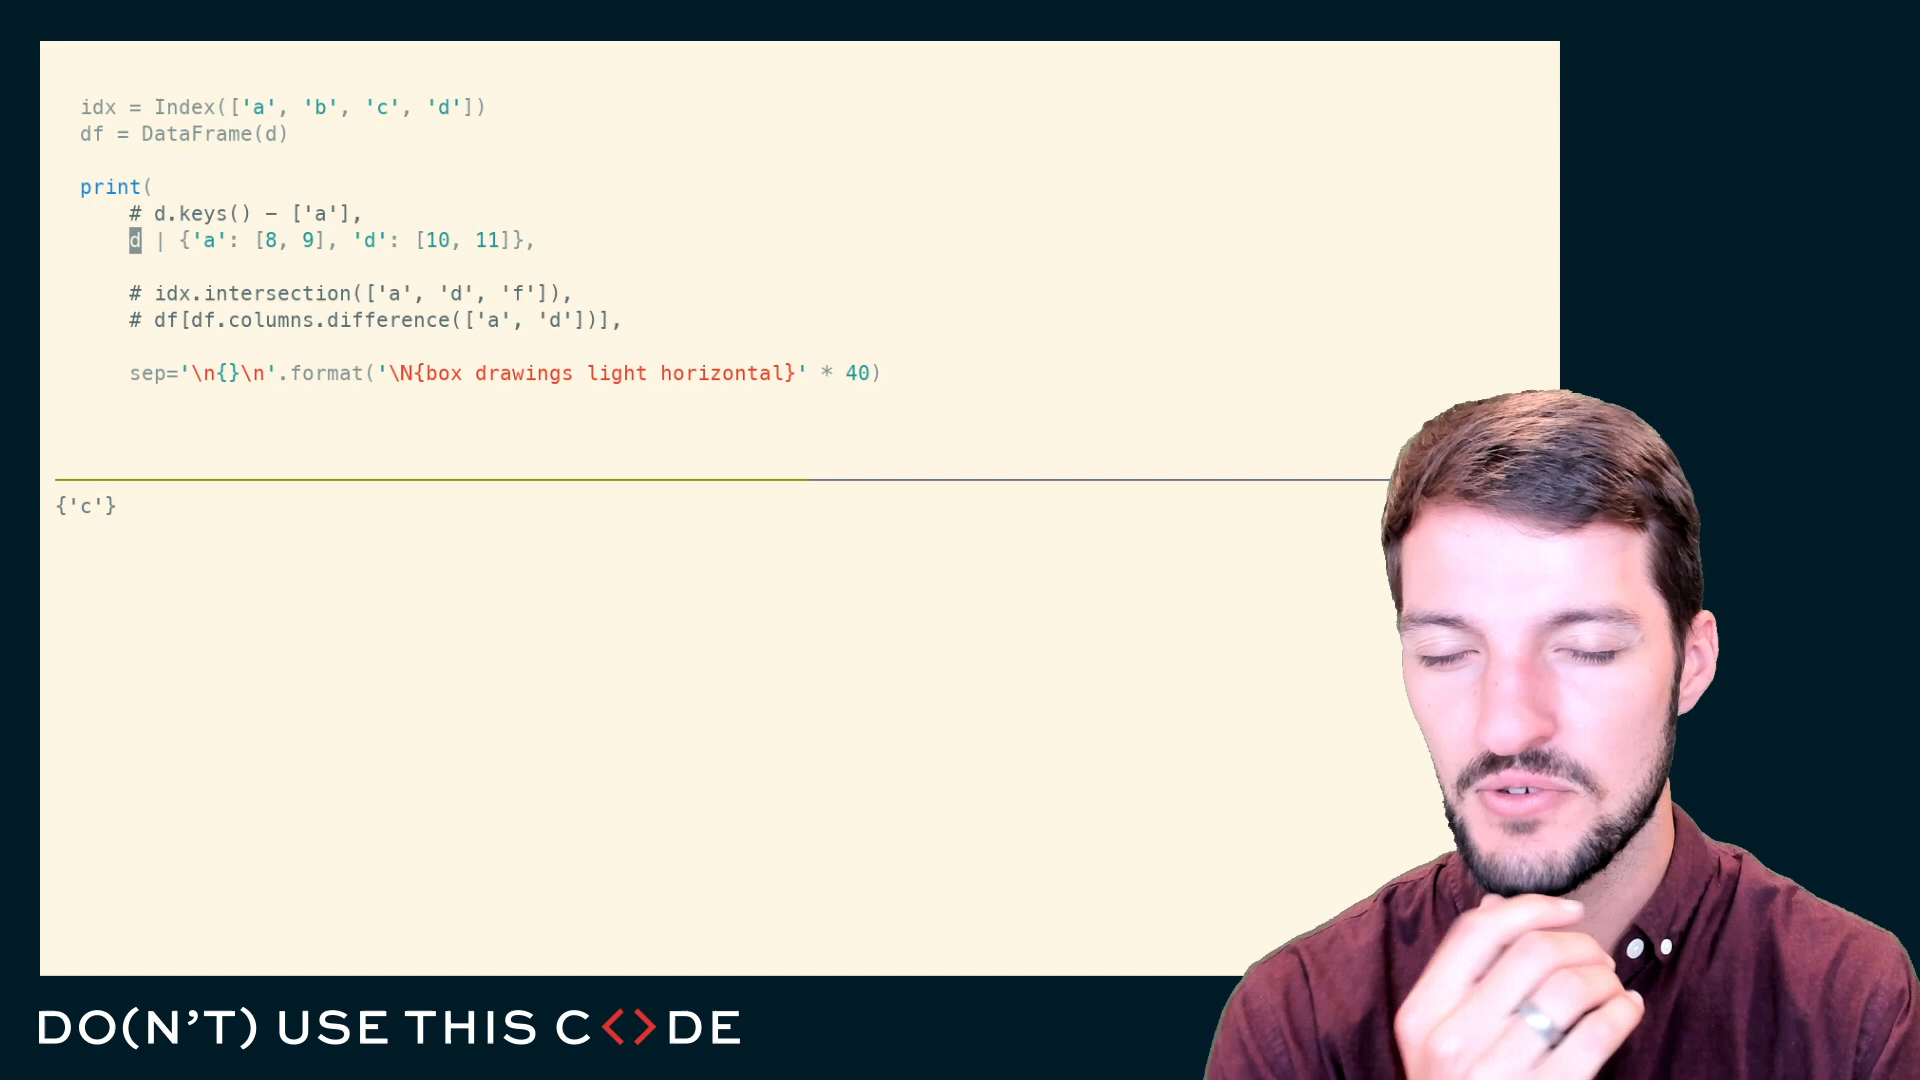 idx = Index(['a', 'b', 'c', 'd'])
df = DataFrame(d)
print(
# d.keys() - ['a'],
d | {'a': [8, 9], 'd': [10, 11]},
# idx.intersection(['a', 'd', 'f']),
# df[df.columns.difference(['a', 'd'])],
sep='\n{}\n'.format('\N{box drawings light horizontal}' * 40)
{'c'}
DO(N'T) USE THIS C<>DE